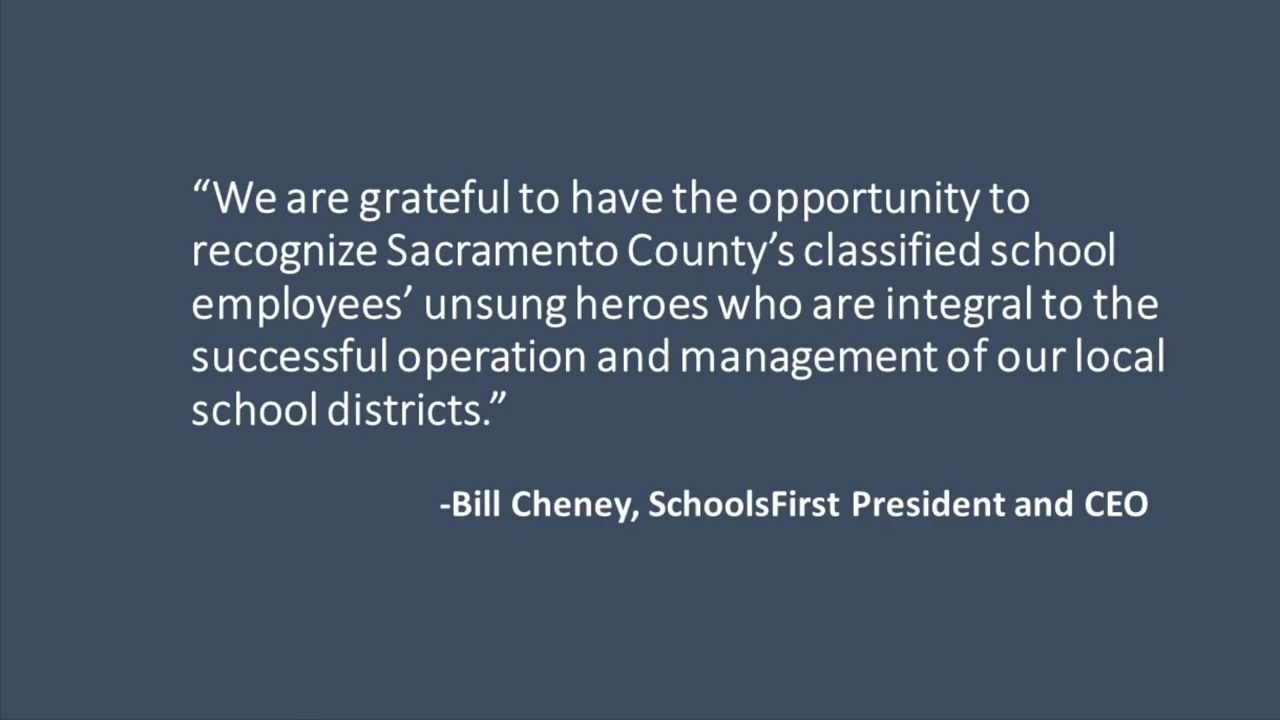 “We are grateful to have the opportunity to
recognize Sacramento County’s classified school
employees’ unsung heroes who are integral to the
successful operation and management of our local
school districts.”
-Bill Cheney, SchoolsFirst President and CEO